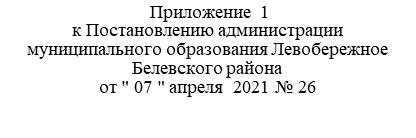 Приложение 1
к Постановлению администрации
муниципального образования Левобережное
Белевского района
от " 07 " апреля 2021 № 26